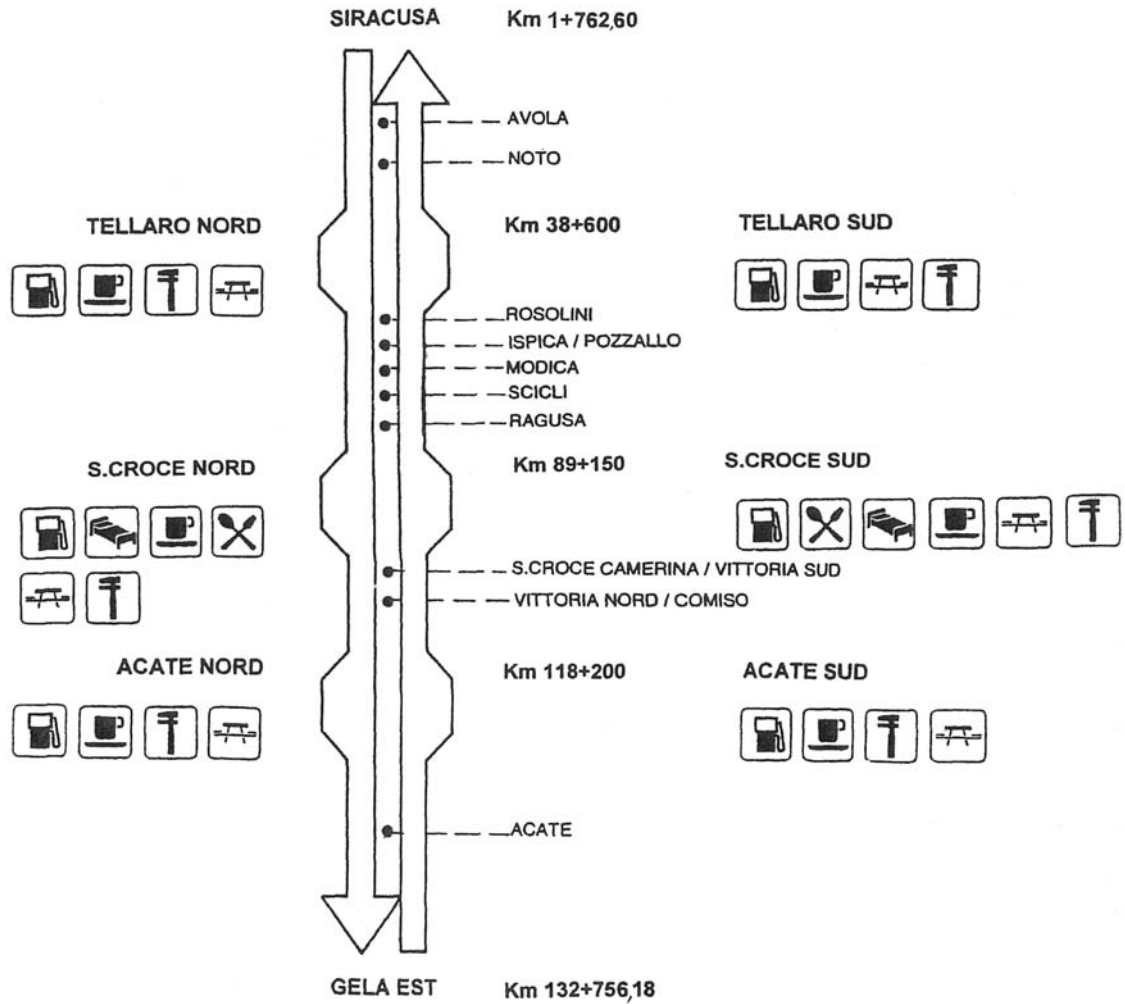 SIRACUSA Km 1+762,60
AVOLA
NOTO
TELLARO NORD Km 38+600 TELLARO SUD
ROSOLINI
ISPICA / POZZALLO
MODICA
SCICLI
RAGUSA
S.CROCE NORD Km 89+150 S.CROCE SUD
S.CROCE CAMERINA / VITTORIA SUD
VITTORIA NORD / COMISO
ACATE NORD Km 118+200 ACATE SUD
ACATE
GELA EST Km 132+756,18